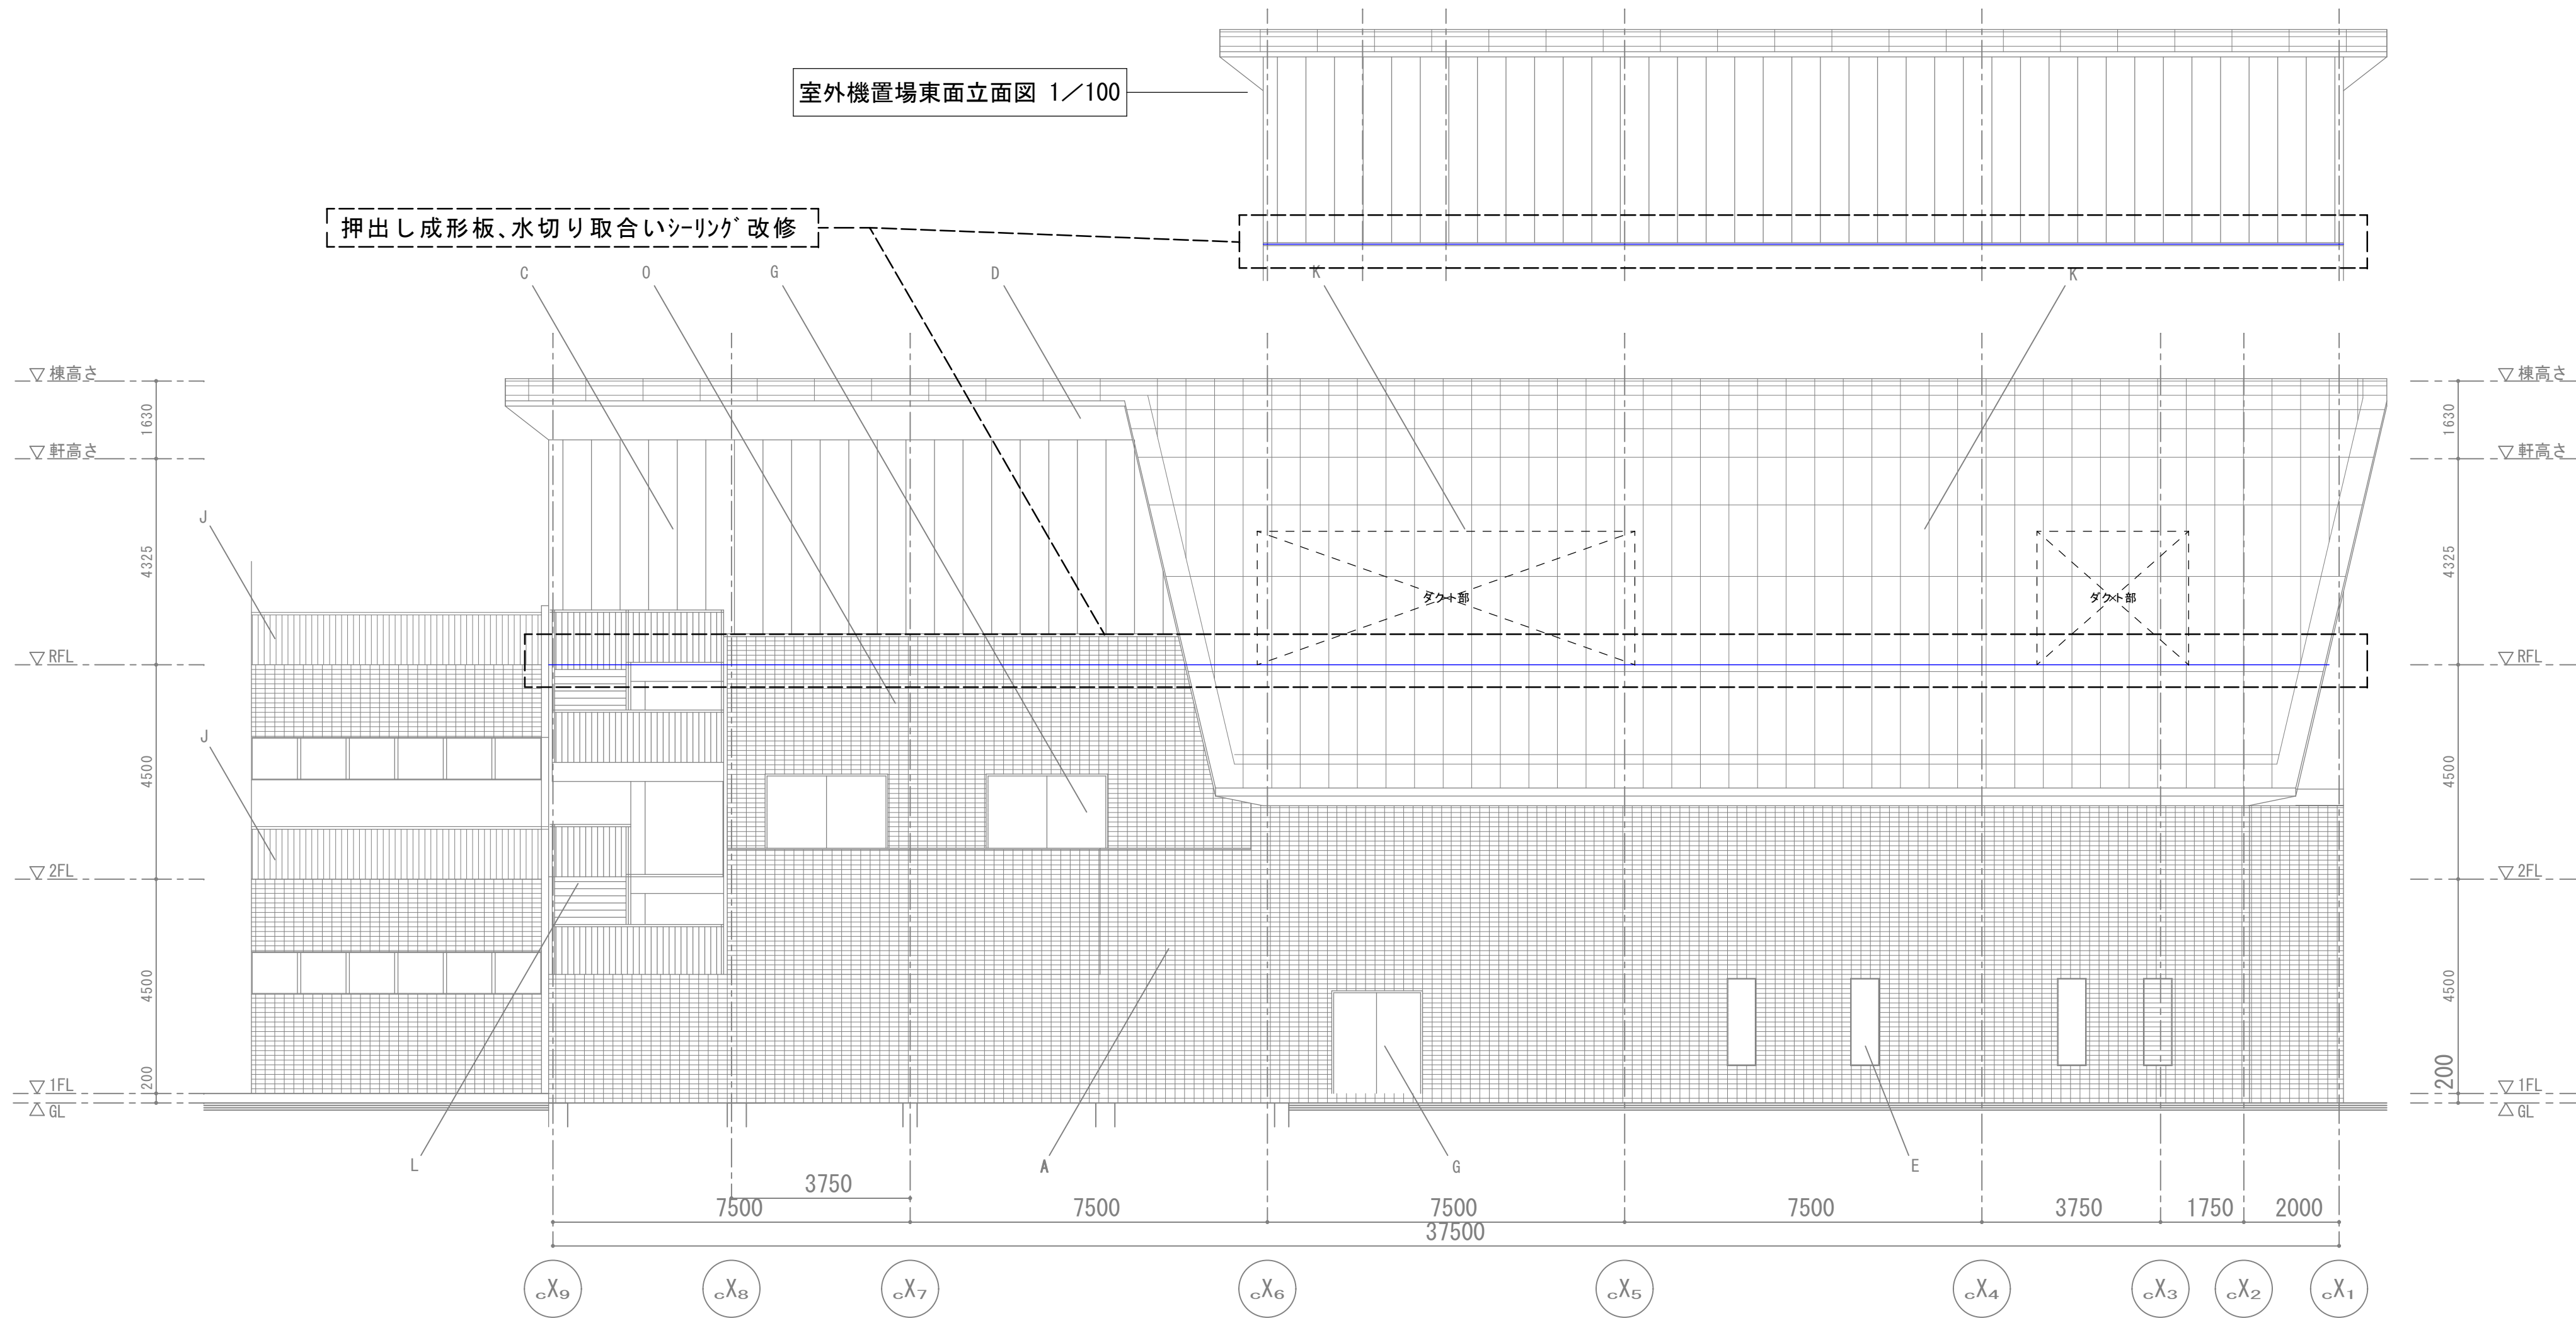 室外機置場東面立面図 1／100
押出し成形板、水切り取合いｼｰﾘﾝｸﾞ改修
C O G D K K
▽棟高さ
▽棟高さ
1630
1630
▽軒高さ
▽軒高さ
J
4325
4325
ダクト部
ダクト部
▽RFL
▽RFL
J
4500
4500
▽2FL
▽2FL
4500
4500
200
200
▽1FL
▽1FL
△GL
△GL
L A G E
3750
7500 7500 7500 7500 3750 1750 2000
37500
cX9 cX8 cX7 cX6 cX5 cX4 cX3 cX2 cX1